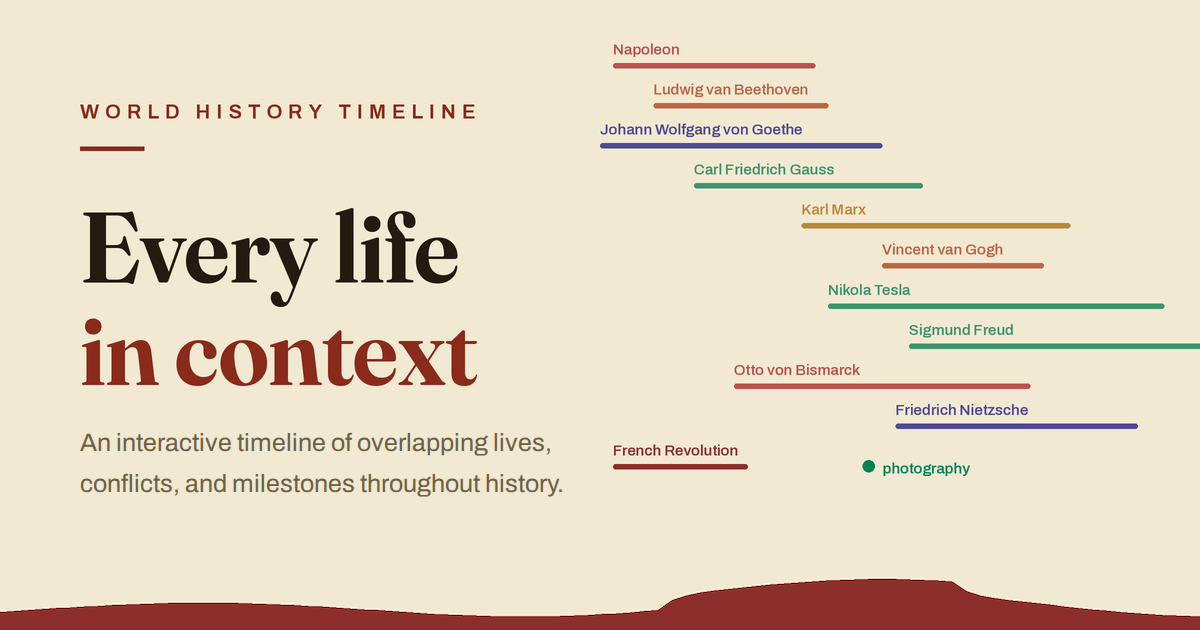 WORLD HISTORY TIMELINE
Every life
in context
An interactive timeline of overlapping lives,
conflicts, and milestones throughout history.
Napoleon
Ludwig van Beethoven
Johann Wolfgang von Goethe
Carl Friedrich Gauss
Karl Marx
Vincent van Gogh
Nikola Tesla
Sigmund Freud
Otto von Bismarck
Friedrich Nietzsche
French Revolution
photography